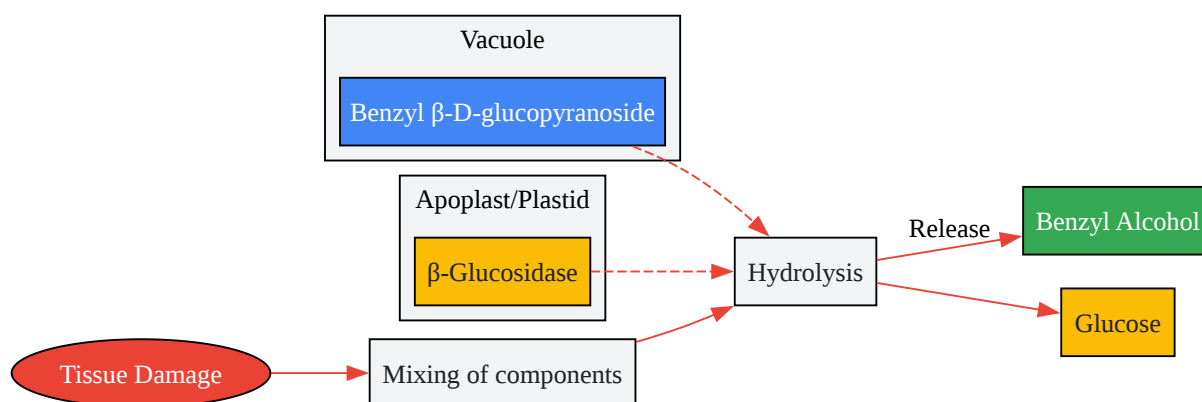 Vacuole
Benzyl β-D-glucopyranoside
Apoplast/Plastid
β-Glucosidase
Tissue Damage
Mixing of components
Hydrolysis
Release
Benzyl Alcohol
Glucose